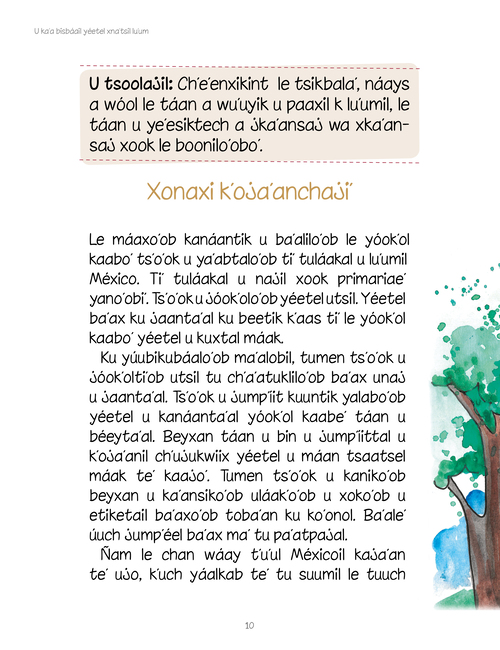 U ka'a bisbáail yéetel xna'tsil lu'um
U tsoolajil: Ch'e'enxikint le tsikbala', náays
a wóol le táan a wu'uyik u paaxil k lu'umil, le
táan u ye'esiktech a jka'ansaj wa xka'an-
saj xook le boonilo'obo'.
Xonaxi k'oja'anchaji'
Le máaxo'ob kanáantik u ba'alilo'ob le yóok'ol
kaabo' ts'o'ok u ya'abtalo'ob ti' tuláakal u lu'umil
México. Ti' tuláakal u najil xook primariae'
yano'obi'. Ts'o'ok u jóok'olo'ob yéetel utsil. Yéetel
ba'ax ku jaanta'al ku beetik k'aas ti' le yóok'ol
kaabo' yéetel u kuxtal máak.
Ku yúubikubáalo'ob ma'alobil, tumen ts'o'ok u
jóok'olti'ob utsil tu ch'a'atuklilo'ob ba'ax unaj
u jaanta'al. Ts'o'ok u jump'iit kuuntik yalabo'ob
yéetel u kanáanta'al yóok'ol kaabe' táan u
béeyta'al. Beyxan táan u bin u jump'iittal u
k'oja'anil ch'ujukwiix yéetel u máan tsaatsel
máak te' kaajo'. Tumen ts'o'ok u kaniko'ob
beyxan u ka'ansiko'ob uláak'o'ob u xoko'ob u
etiketail ba'axo'ob toba'an ku ko'onol. Ba'ale'
úuch jump'éel ba'ax ma' tu pa'atpajal.
Ñam le chan wáay t'u'ul Méxicoil kaja'an
te' ujo, k'uch yáalkab te' tu suumil le tuuch
10